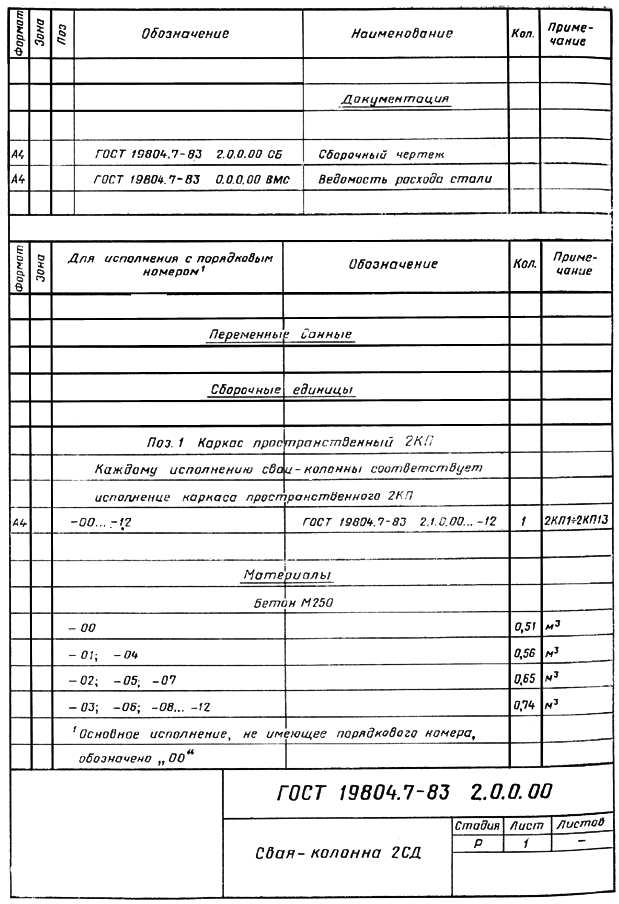 Формат Зона Поз Обозначение Наименование Кол. Приме-
чание
Документация
А4 ГОСТ 19804.7-83 2.0.0.00 СБ Сборочный чертеж
А4 ГОСТ 19804.7-83 0.0.0.00 ВМС Ведомость расхода стали
Формат Зона Для исполнения с порядковым Обозначение Кол. Приме-
номером¹ чание
Переменные данные
Сборочные единицы
Поз. 1 Каркас пространственный 2КП
Каждому исполнению сваи-колонны соответствует
исполнение каркаса пространственного 2КП
А4 -00... -12 ГОСТ 19804.7-83 2.1.0.00... -12 1 2КП1÷2КП13
Материалы
Бетон М250
- 00 0,51 м³
- 01; -04 0,56 м³
- 02; -05; -07 0,65 м³
- 03; -06; -08... -12 0,74 м³
¹ Основное исполнение, не имеющее порядкового номера,
обозначено „00“
ГОСТ 19804.7-83 2.0.0.00
Свая-колонна 2СД
Стадия Лист Листов
Р 1 –